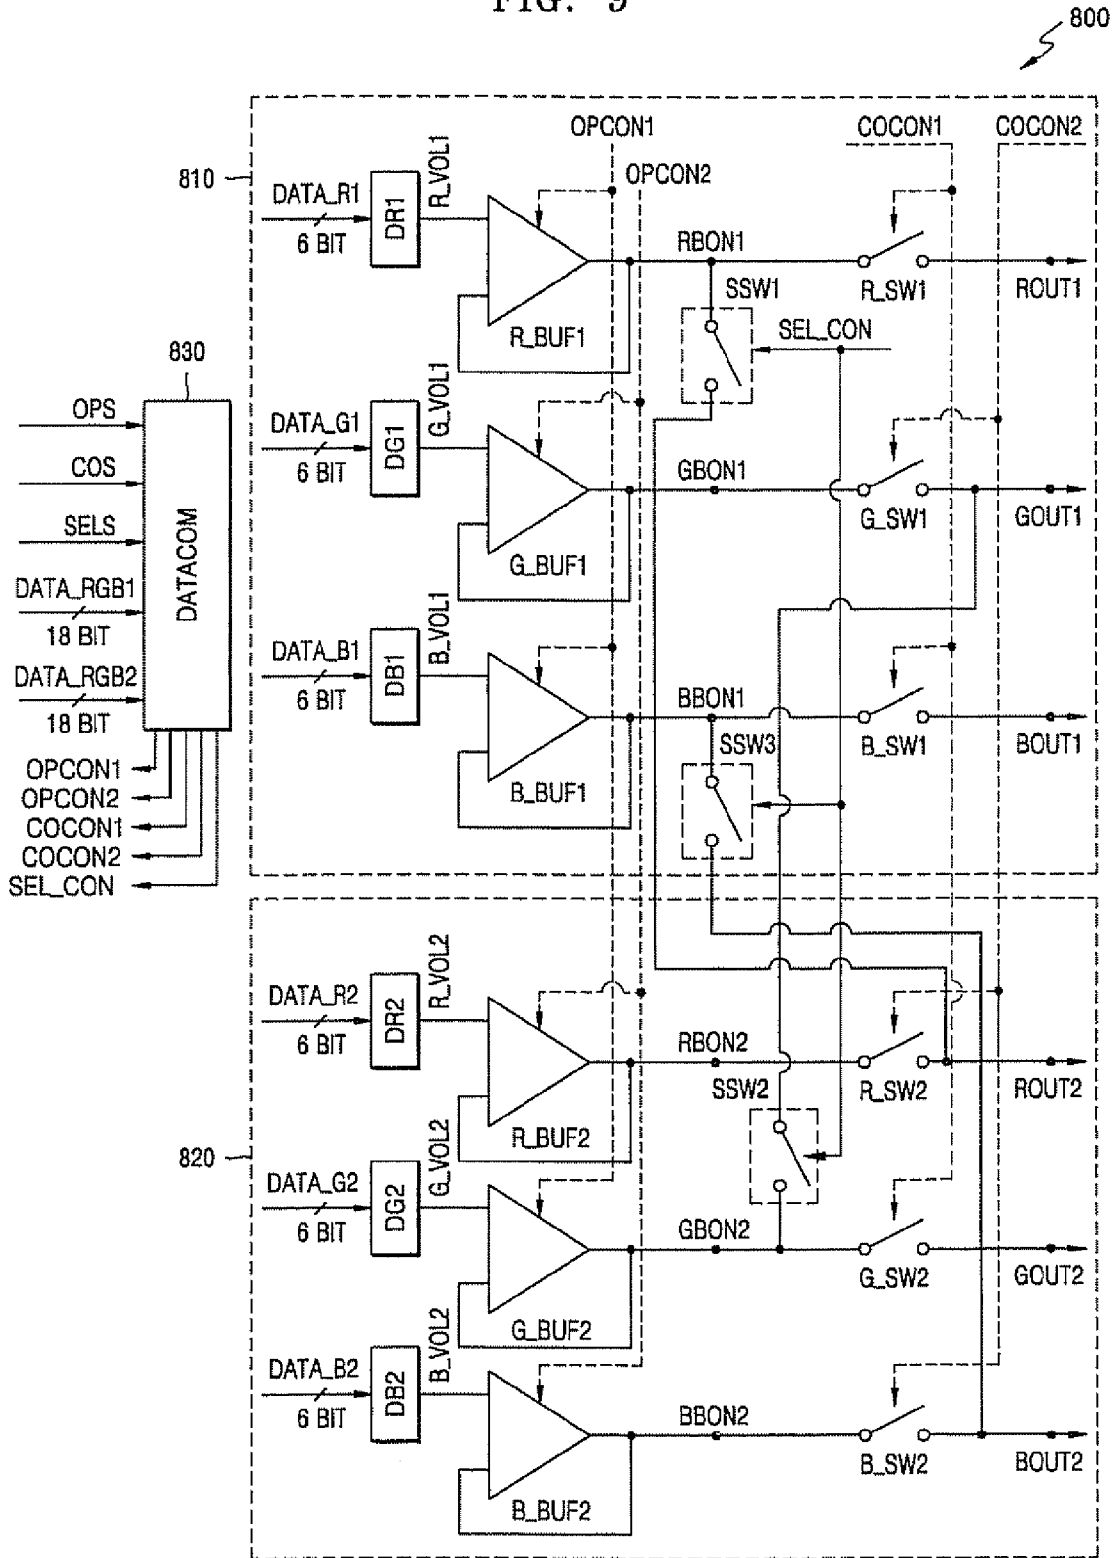 FIG. 9
800
OPCON1
COCON1
COCON2
810
DATA_R1
6 BIT
DR1
R_VOL1
OPCON2
RBON1
SSW1
R_SW1
ROUT1
R_BUF1
SEL_CON
830
OPS
COS
SELS
DATA_RGB1
18 BIT
DATA_RGB2
18 BIT
DATACOM
OPCON1
OPCON2
COCON1
COCON2
SEL_CON
DATA_G1
6 BIT
DG1
G_VOL1
GBON1
G_SW1
GOUT1
G_BUF1
DATA_B1
6 BIT
DB1
B_VOL1
BBON1
SSW3
B_SW1
BOUT1
B_BUF1
820
DATA_R2
6 BIT
DR2
R_VOL2
RBON2
SSW2
R_SW2
ROUT2
R_BUF2
DATA_G2
6 BIT
DG2
G_VOL2
GBON2
G_SW2
GOUT2
G_BUF2
DATA_B2
6 BIT
DB2
B_VOL2
BBON2
B_SW2
BOUT2
B_BUF2